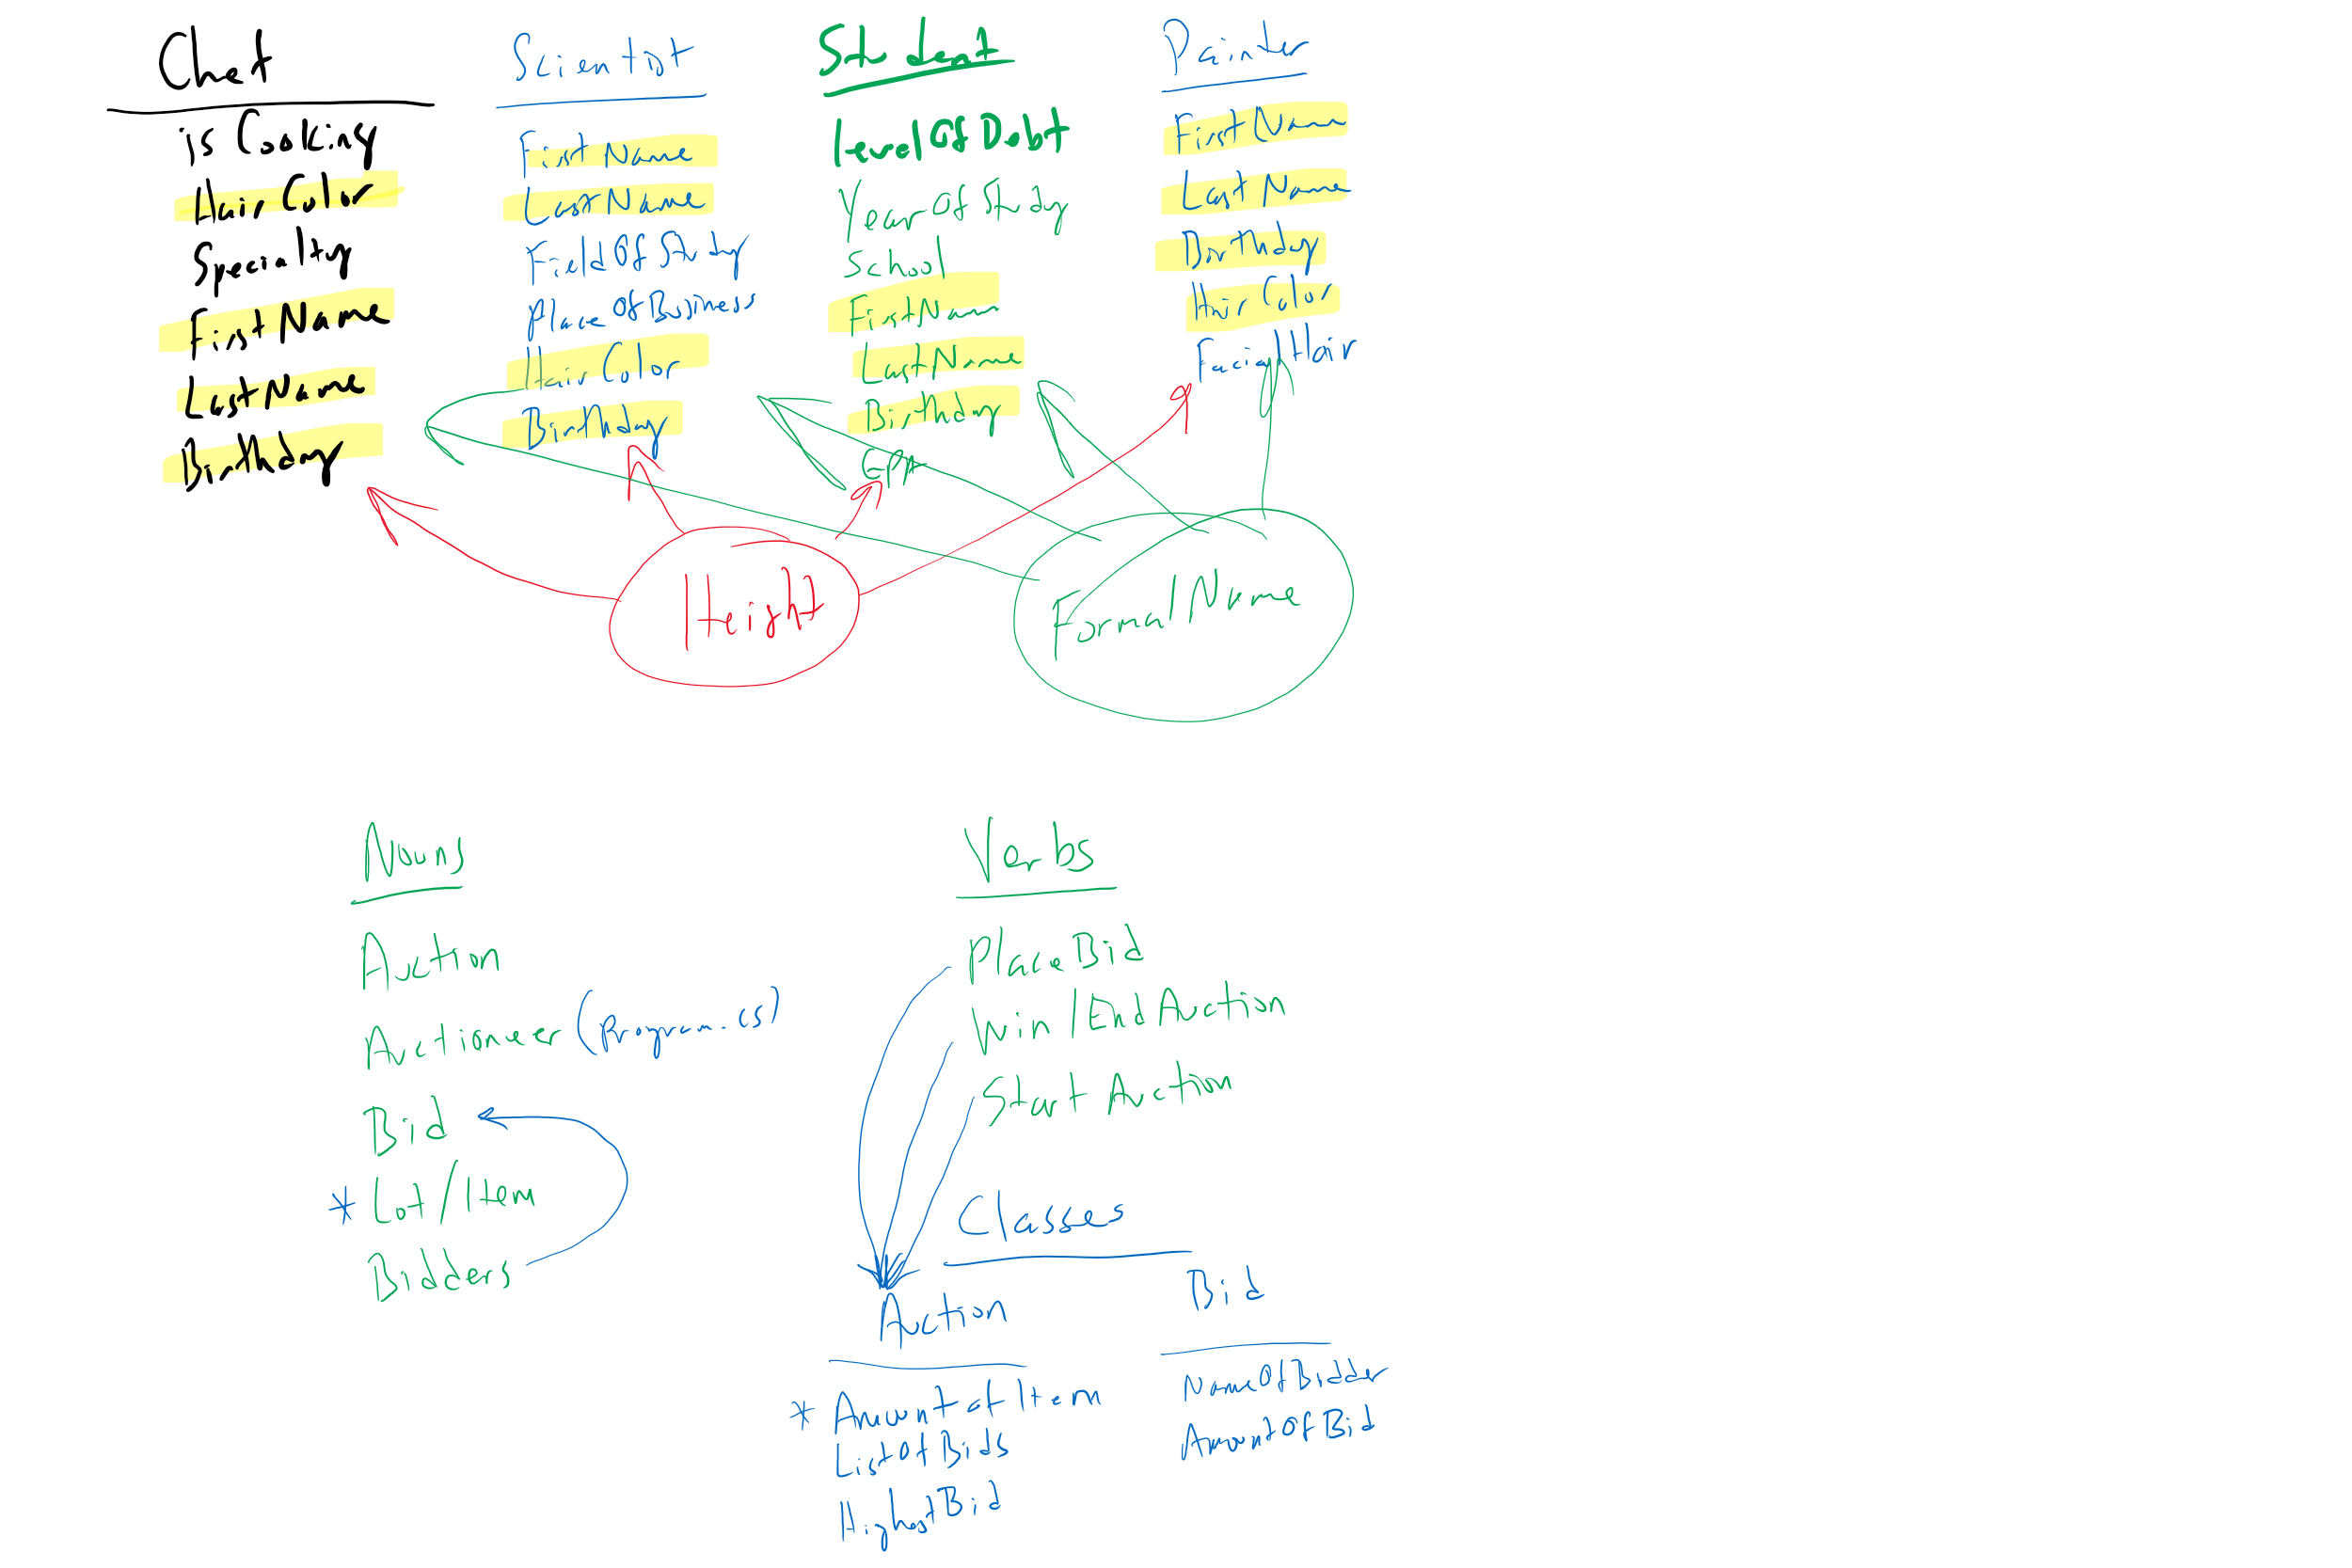 Chef
is Cooking
Hair Color
Specialty
First Name
Last Name
Birthday
Scientist
First Name
Last Name
Field Of Study
Place Of Business
Hair Color
Birthday
Student
Level Of Debt
Year Of Study
School
First Name
Last Name
Birthday
GPA
Painter
First Name
Last Name
Birthday
Hair Color
Facial Hair
Height
Formal Name
Nouns
Auction
Auctioneer (Program.cs)
Bid
* Lot/Item
Bidders
Verbs
Place Bid
Win/End Auction
Start Auction
Classes
Auction
* Amount of Item
List Of Bids
Highest Bid
Bid
Name Of Bidder
Amount Of Bid